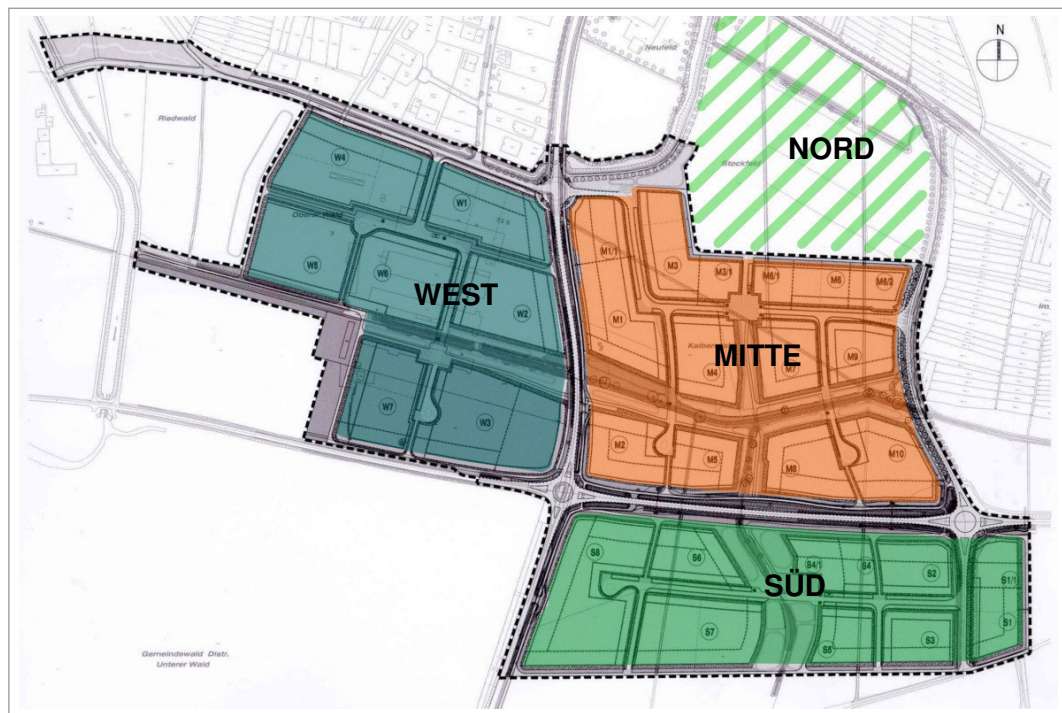 N
Neufeld
Riedwald
NORD
Stockfeld
W4
W1
Oberer Wald
W5
W6
WEST
W2
W7
W3
M1/1
M3
M3/1
M6/1
M6
M6/2
M1
MITTE
M4
M7
M9
M2
M5
M8
M10
S8
S6
S4/1
S4
S2
S1/1
SÜD
S7
S5
S3
S1
Gemeindewald Distr.
Unterer Wald